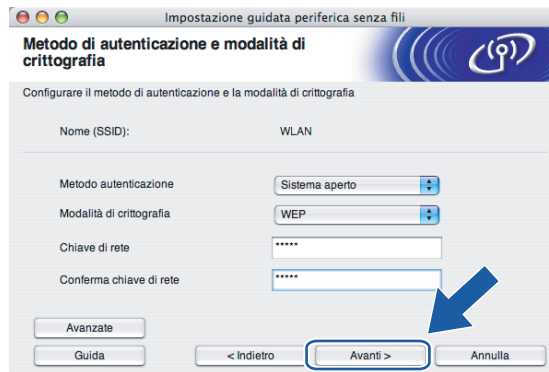 Impostazione guidata periferica senza fili
Metodo di autenticazione e modalità di
crittografia
Configurare il metodo di autenticazione e la modalità di crittografia
Nome (SSID): WLAN
Metodo autenticazione Sistema aperto
Modalità di crittografia WEP
Chiave di rete *****
Conferma chiave di rete *****
Avanzate
Guida < Indietro Avanti > Annulla